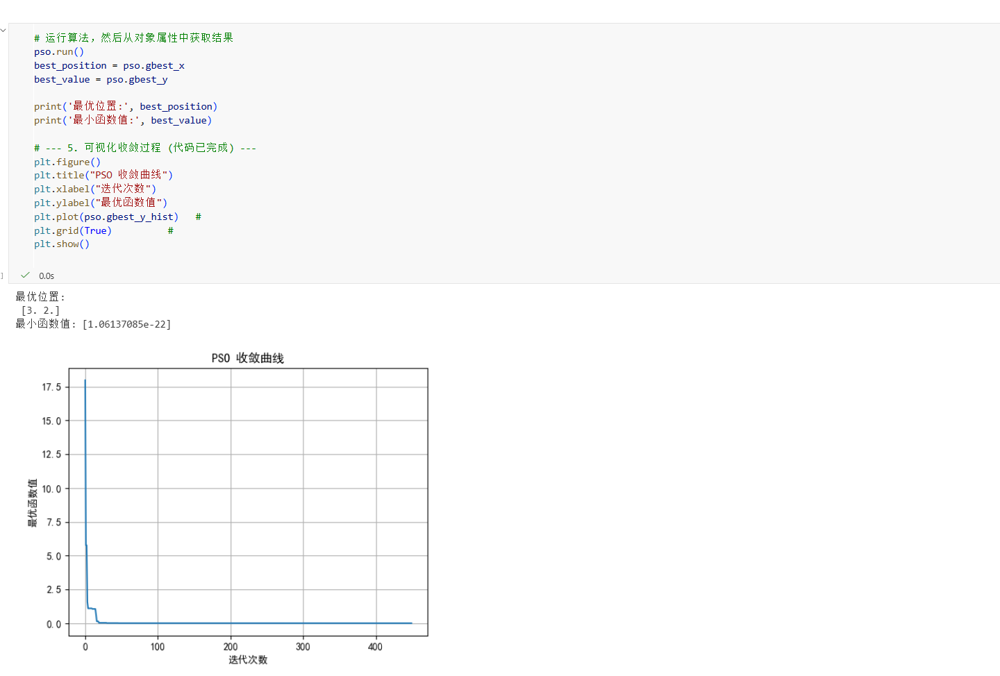 # 运行算法，然后从对象属性中获取结果
pso.run()
best_position = pso.gbest_x
best_value = pso.gbest_y
print('最优位置:', best_position)
print('最小函数值:', best_value)
# --- 5. 可视化收敛过程 (代码已完成) ---
plt.figure()
plt.title("PSO 收敛曲线")
plt.xlabel("迭代次数")
plt.ylabel("最优函数值")
plt.plot(pso.gbest_y_hist)   #
plt.grid(True)          #
plt.show()
] 0.0s
最优位置:
[3. 2.]
最小函数值: [1.06137085e-22]
PSO 收敛曲线
17.5
15.0
12.5
10.0
7.5
5.0
2.5
0.0
最优函数值
0 100 200 300 400
迭代次数